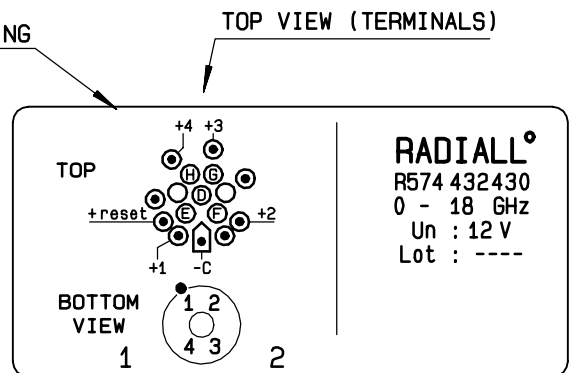 NG
TOP VIEW (TERMINALS)
+4 +3
TOP
H G
D
+reset E F +2
+1 -C
BOTTOM
VIEW
1 2
4 3
1 2
RADIALL°
R574 432430
0 - 18 GHz
Un : 12 V
Lot : ----